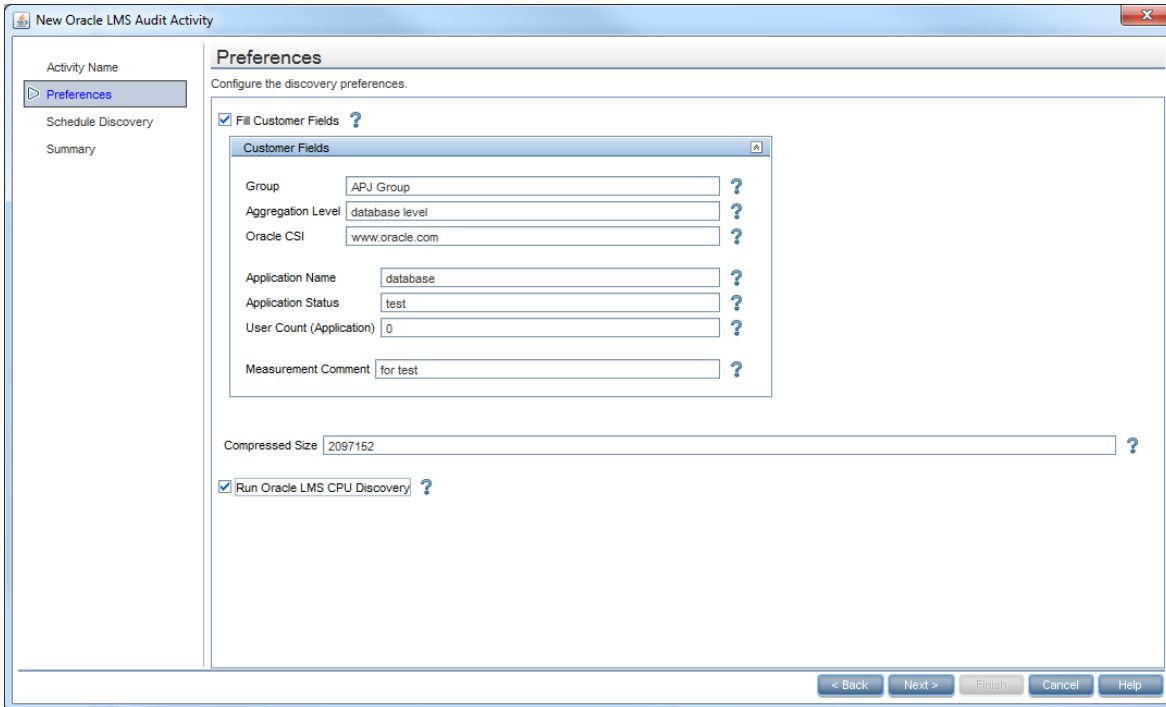 New Oracle LMS Audit Activity
Activity Name
Preferences
Schedule Discovery
Summary
Preferences
Configure the discovery preferences.
Fill Customer Fields ?
Customer Fields
Group APJ Group ?
Aggregation Level database level ?
Oracle CSI www.oracle.com ?
Application Name database ?
Application Status test ?
User Count (Application) 0 ?
Measurement Comment for test ?
Compressed Size 2097152 ?
Run Oracle LMS CPU Discovery ?
< Back Next > Finish Cancel Help